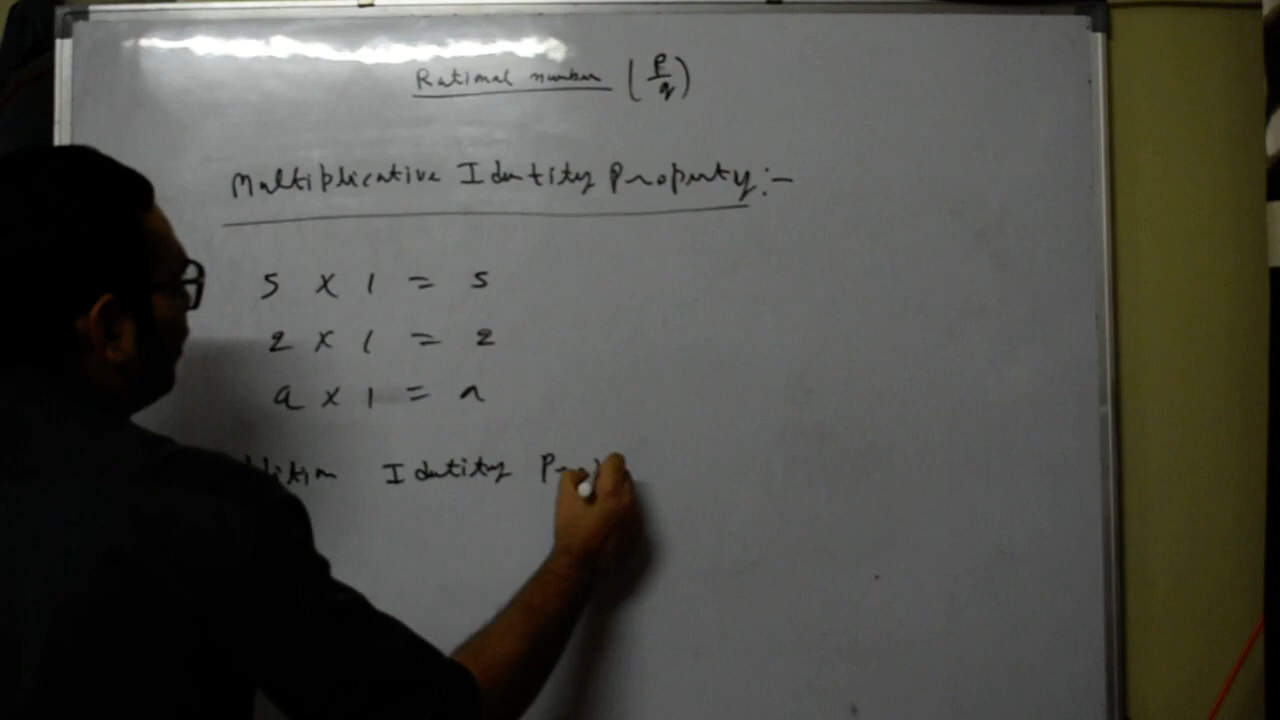 Rational number (p/q)
Multiplicative Identity Property :-
5 x 1 = 5
2 x 1 = 2
a x 1 = a
Identity